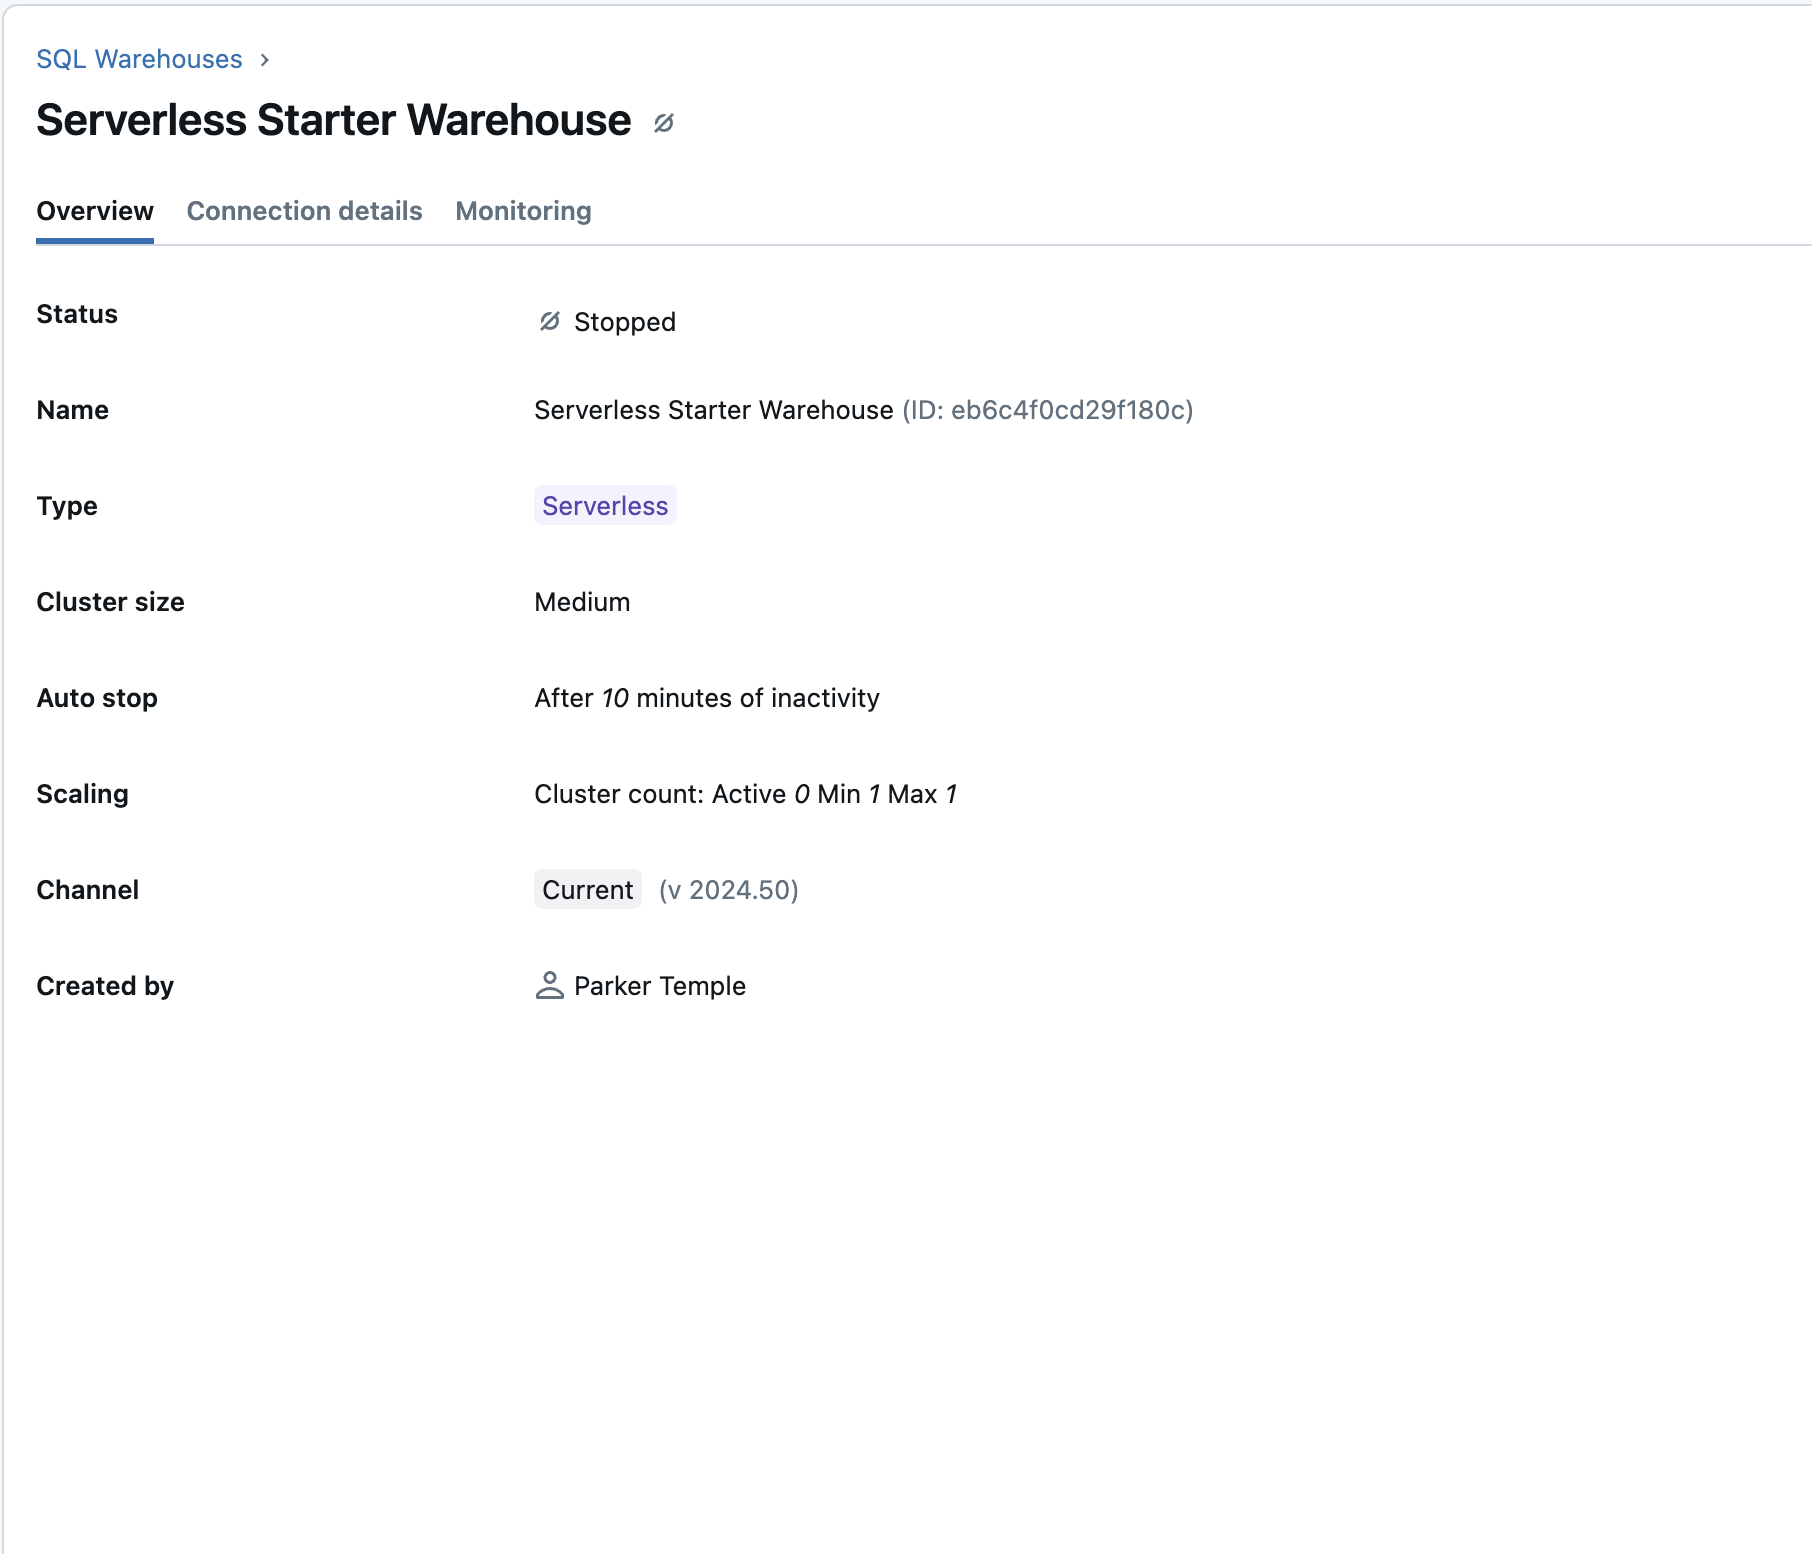 SQL Warehouses >
Serverless Starter Warehouse
Overview Connection details Monitoring
Status Stopped
Name Serverless Starter Warehouse (ID: eb6c4f0cd29f180c)
Type Serverless
Cluster size Medium
Auto stop After 10 minutes of inactivity
Scaling Cluster count: Active 0 Min 1 Max 1
Channel Current (v 2024.50)
Created by Parker Temple